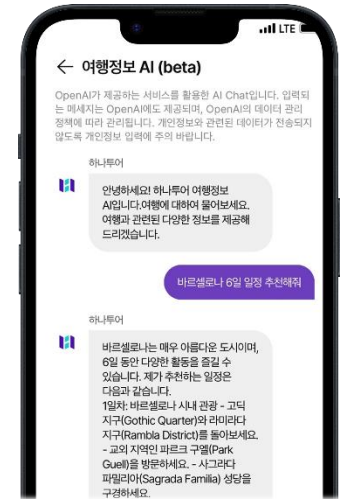 LTE
← 여행정보 AI (beta)
OpenAI가 제공하는 서비스를 활용한 AI Chat입니다. 입력되
는 메세지는 OpenAI에도 제공되며, OpenAI의 데이터 관리
정책에 따라 관리됩니다. 개인정보와 관련된 데이터가 전송되지
않도록 개인정보 입력에 주의 바랍니다.
하나투어
안녕하세요! 하나투어 여행정보
AI입니다.여행에 대하여 물어보세요.
여행과 관련된 다양한 정보를 제공해
드리겠습니다.
바르셀로나 6일 일정 추천해줘
하나투어
바르셀로나는 매우 아름다운 도시이며,
6일 동안 다양한 활동을 즐길 수
있습니다. 제가 추천하는 일정은
다음과 같습니다.
1일차: 바르셀로나 시내 관광 - 고딕
지구(Gothic Quarter)와 라미라다
지구(Rambla District)를 돌아보세요.
- 교외 지역인 파르크 구엘(Park
Guell)을 방문하세요. - 사그라다
파밀리아(Sagrada Familia) 성당을
구경하세요.